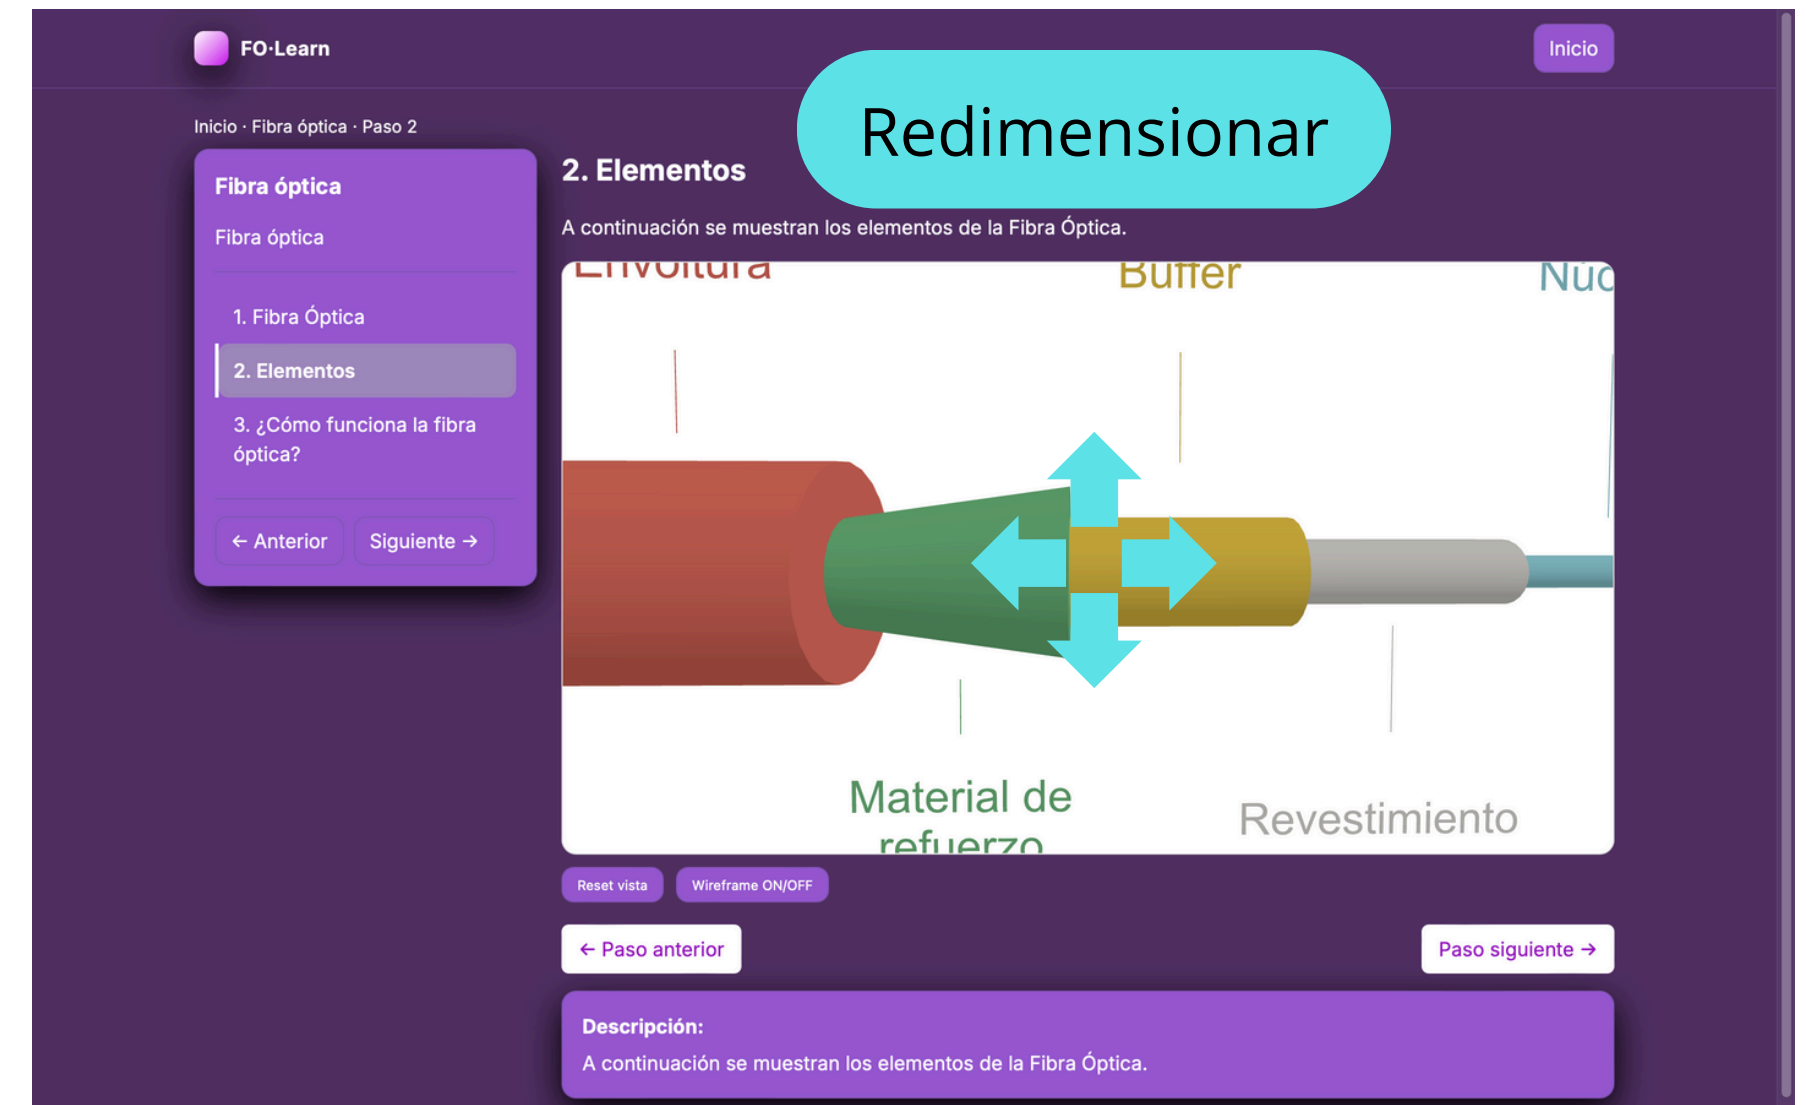 FO·Learn
Inicio
Redimensionar
Inicio · Fibra óptica · Paso 2
Fibra óptica
Fibra óptica
1. Fibra Óptica
2. Elementos
3. ¿Cómo funciona la fibra
óptica?
← Anterior
Siguiente →
2. Elementos
A continuación se muestran los elementos de la Fibra Óptica.
Envoltura
Buffer
Núc
Material de
refuerzo
Revestimiento
Reset vista
Wireframe ON/OFF
← Paso anterior
Paso siguiente →
Descripción:
A continuación se muestran los elementos de la Fibra Óptica.